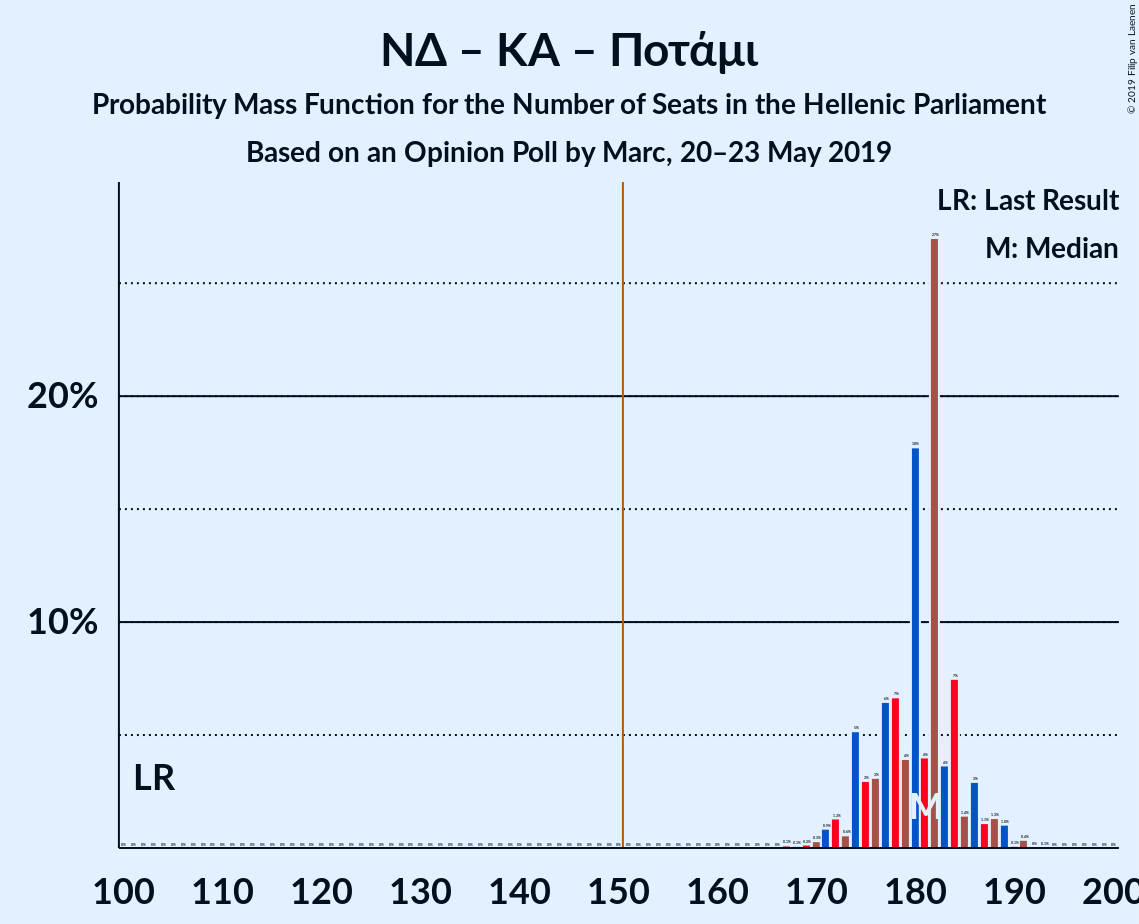 ΝΔ – ΚΑ – Ποτάμι
Probability Mass Function for the Number of Seats in the Hellenic Parliament
Based on an Opinion Poll by Marc, 20–23 May 2019
© 2019 Filip van Laenen
LR: Last Result
M: Median
20%
10%
LR
M
100 110 120 130 140 150 160 170 180 190 200